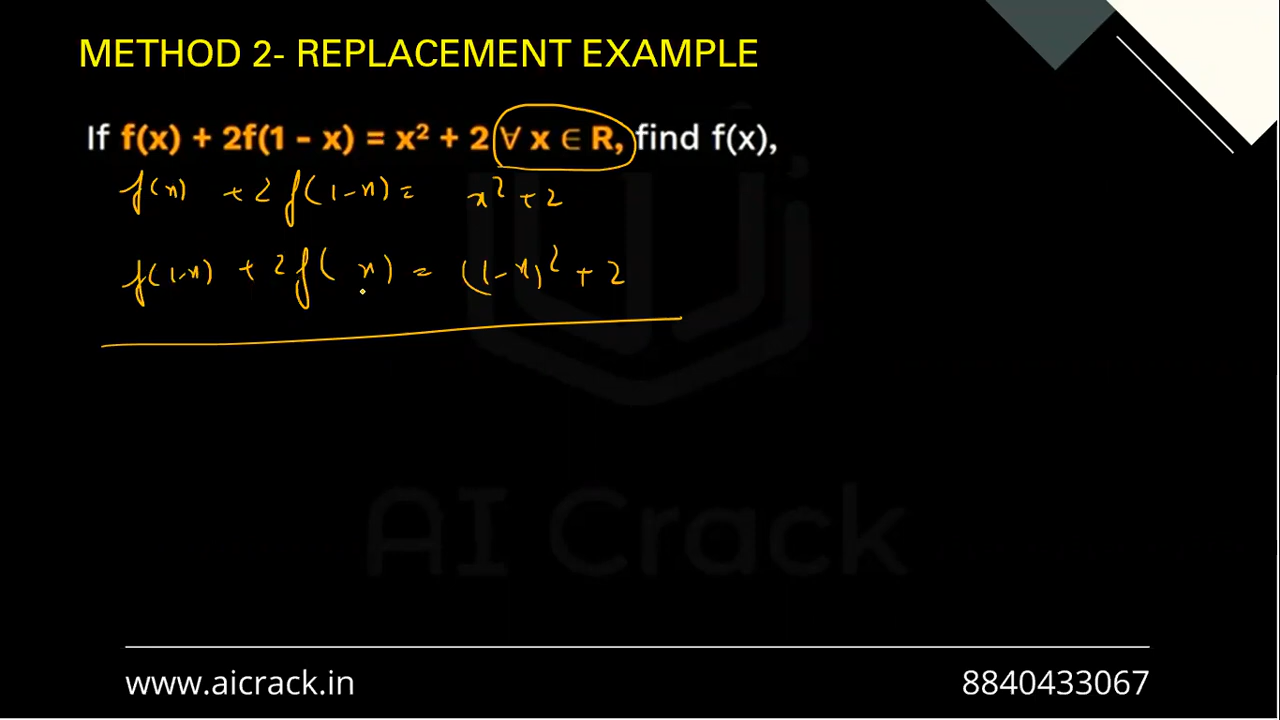 METHOD 2- REPLACEMENT EXAMPLE
If f(x) + 2f(1 - x) = x² + 2 ∀ x ∈ R, find f(x),
f(x) + 2f(1-x) = x² + 2
f(1-x) + 2f( x) = (1-x)² + 2
AI Crack
www.aicrack.in
8840433067